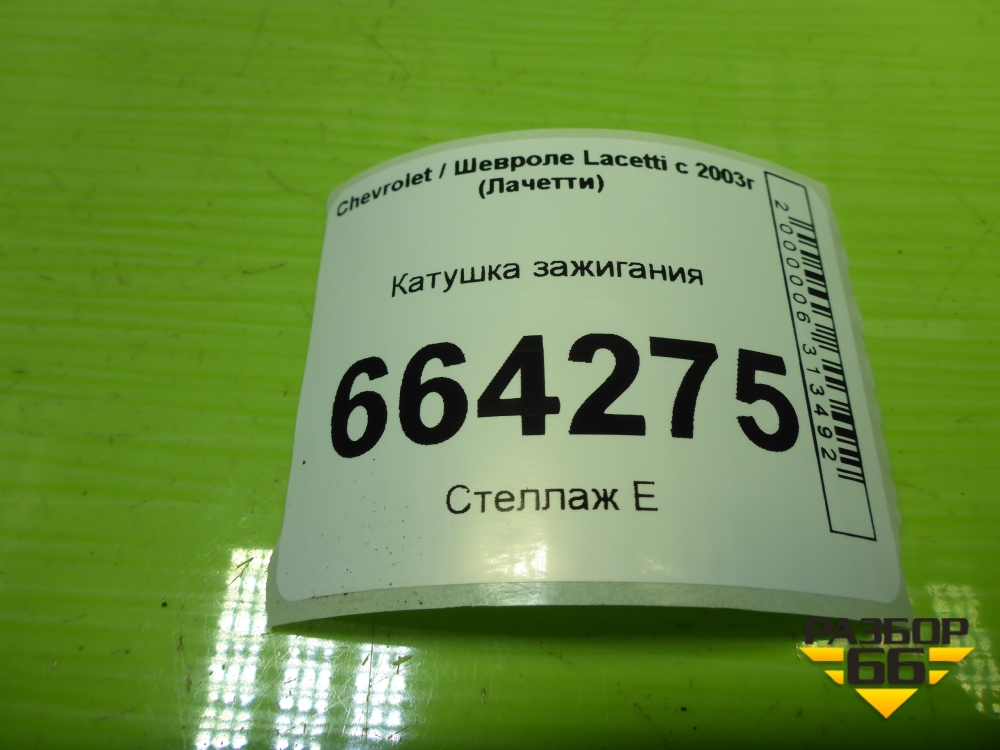 Chevrolet / Шевроле Lacetti с 2003г
(Лачетти)
Катушка зажигания
664275
Стеллаж Е
2000006313492
РАЗБОР
66